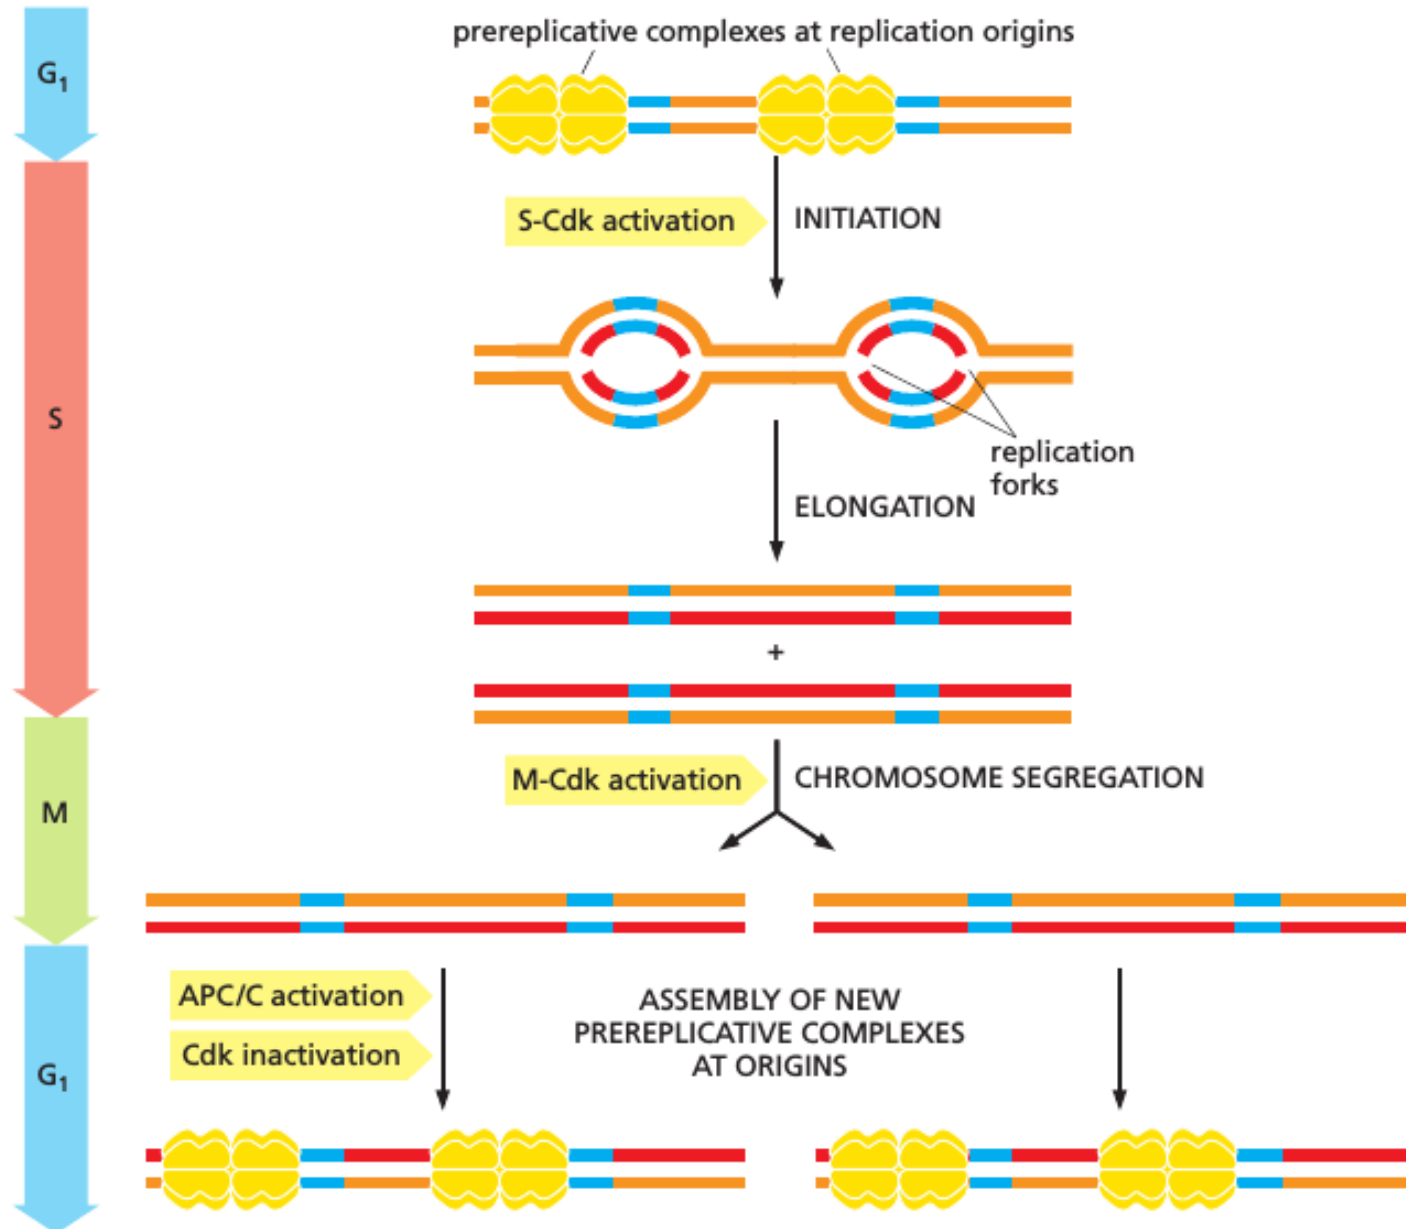 prereplicative complexes at replication origins
G₁
S-Cdk activation
INITIATION
S
replication
forks
ELONGATION
+
M-Cdk activation
CHROMOSOME SEGREGATION
M
APC/C activation
ASSEMBLY OF NEW
PREREPLICATIVE COMPLEXES
AT ORIGINS
Cdk inactivation
G₁